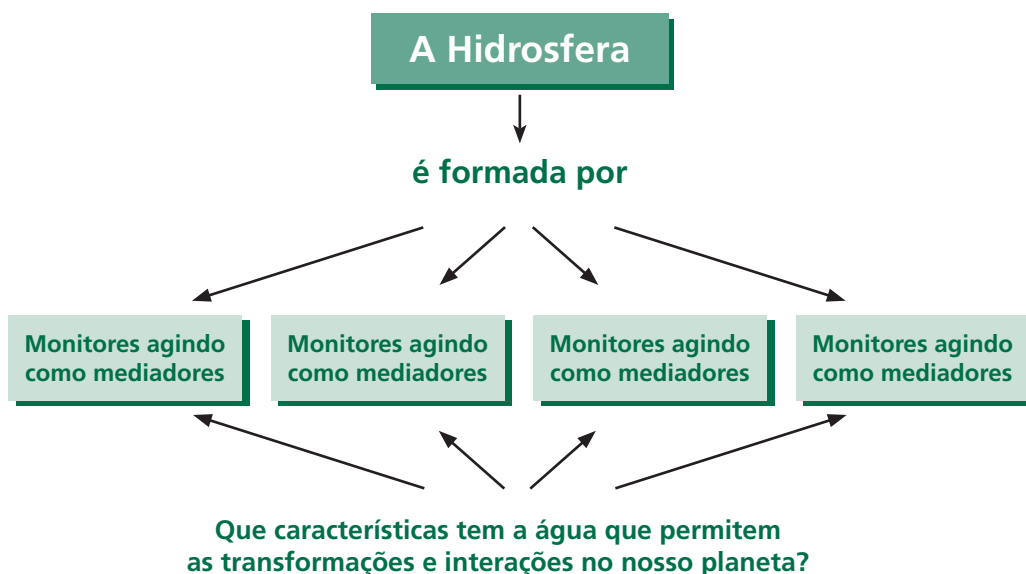 A Hidrosfera
é formada por
Monitores agindo
como mediadores
Monitores agindo
como mediadores
Monitores agindo
como mediadores
Monitores agindo
como mediadores
Que características tem a água que permitem
as transformações e interações no nosso planeta?